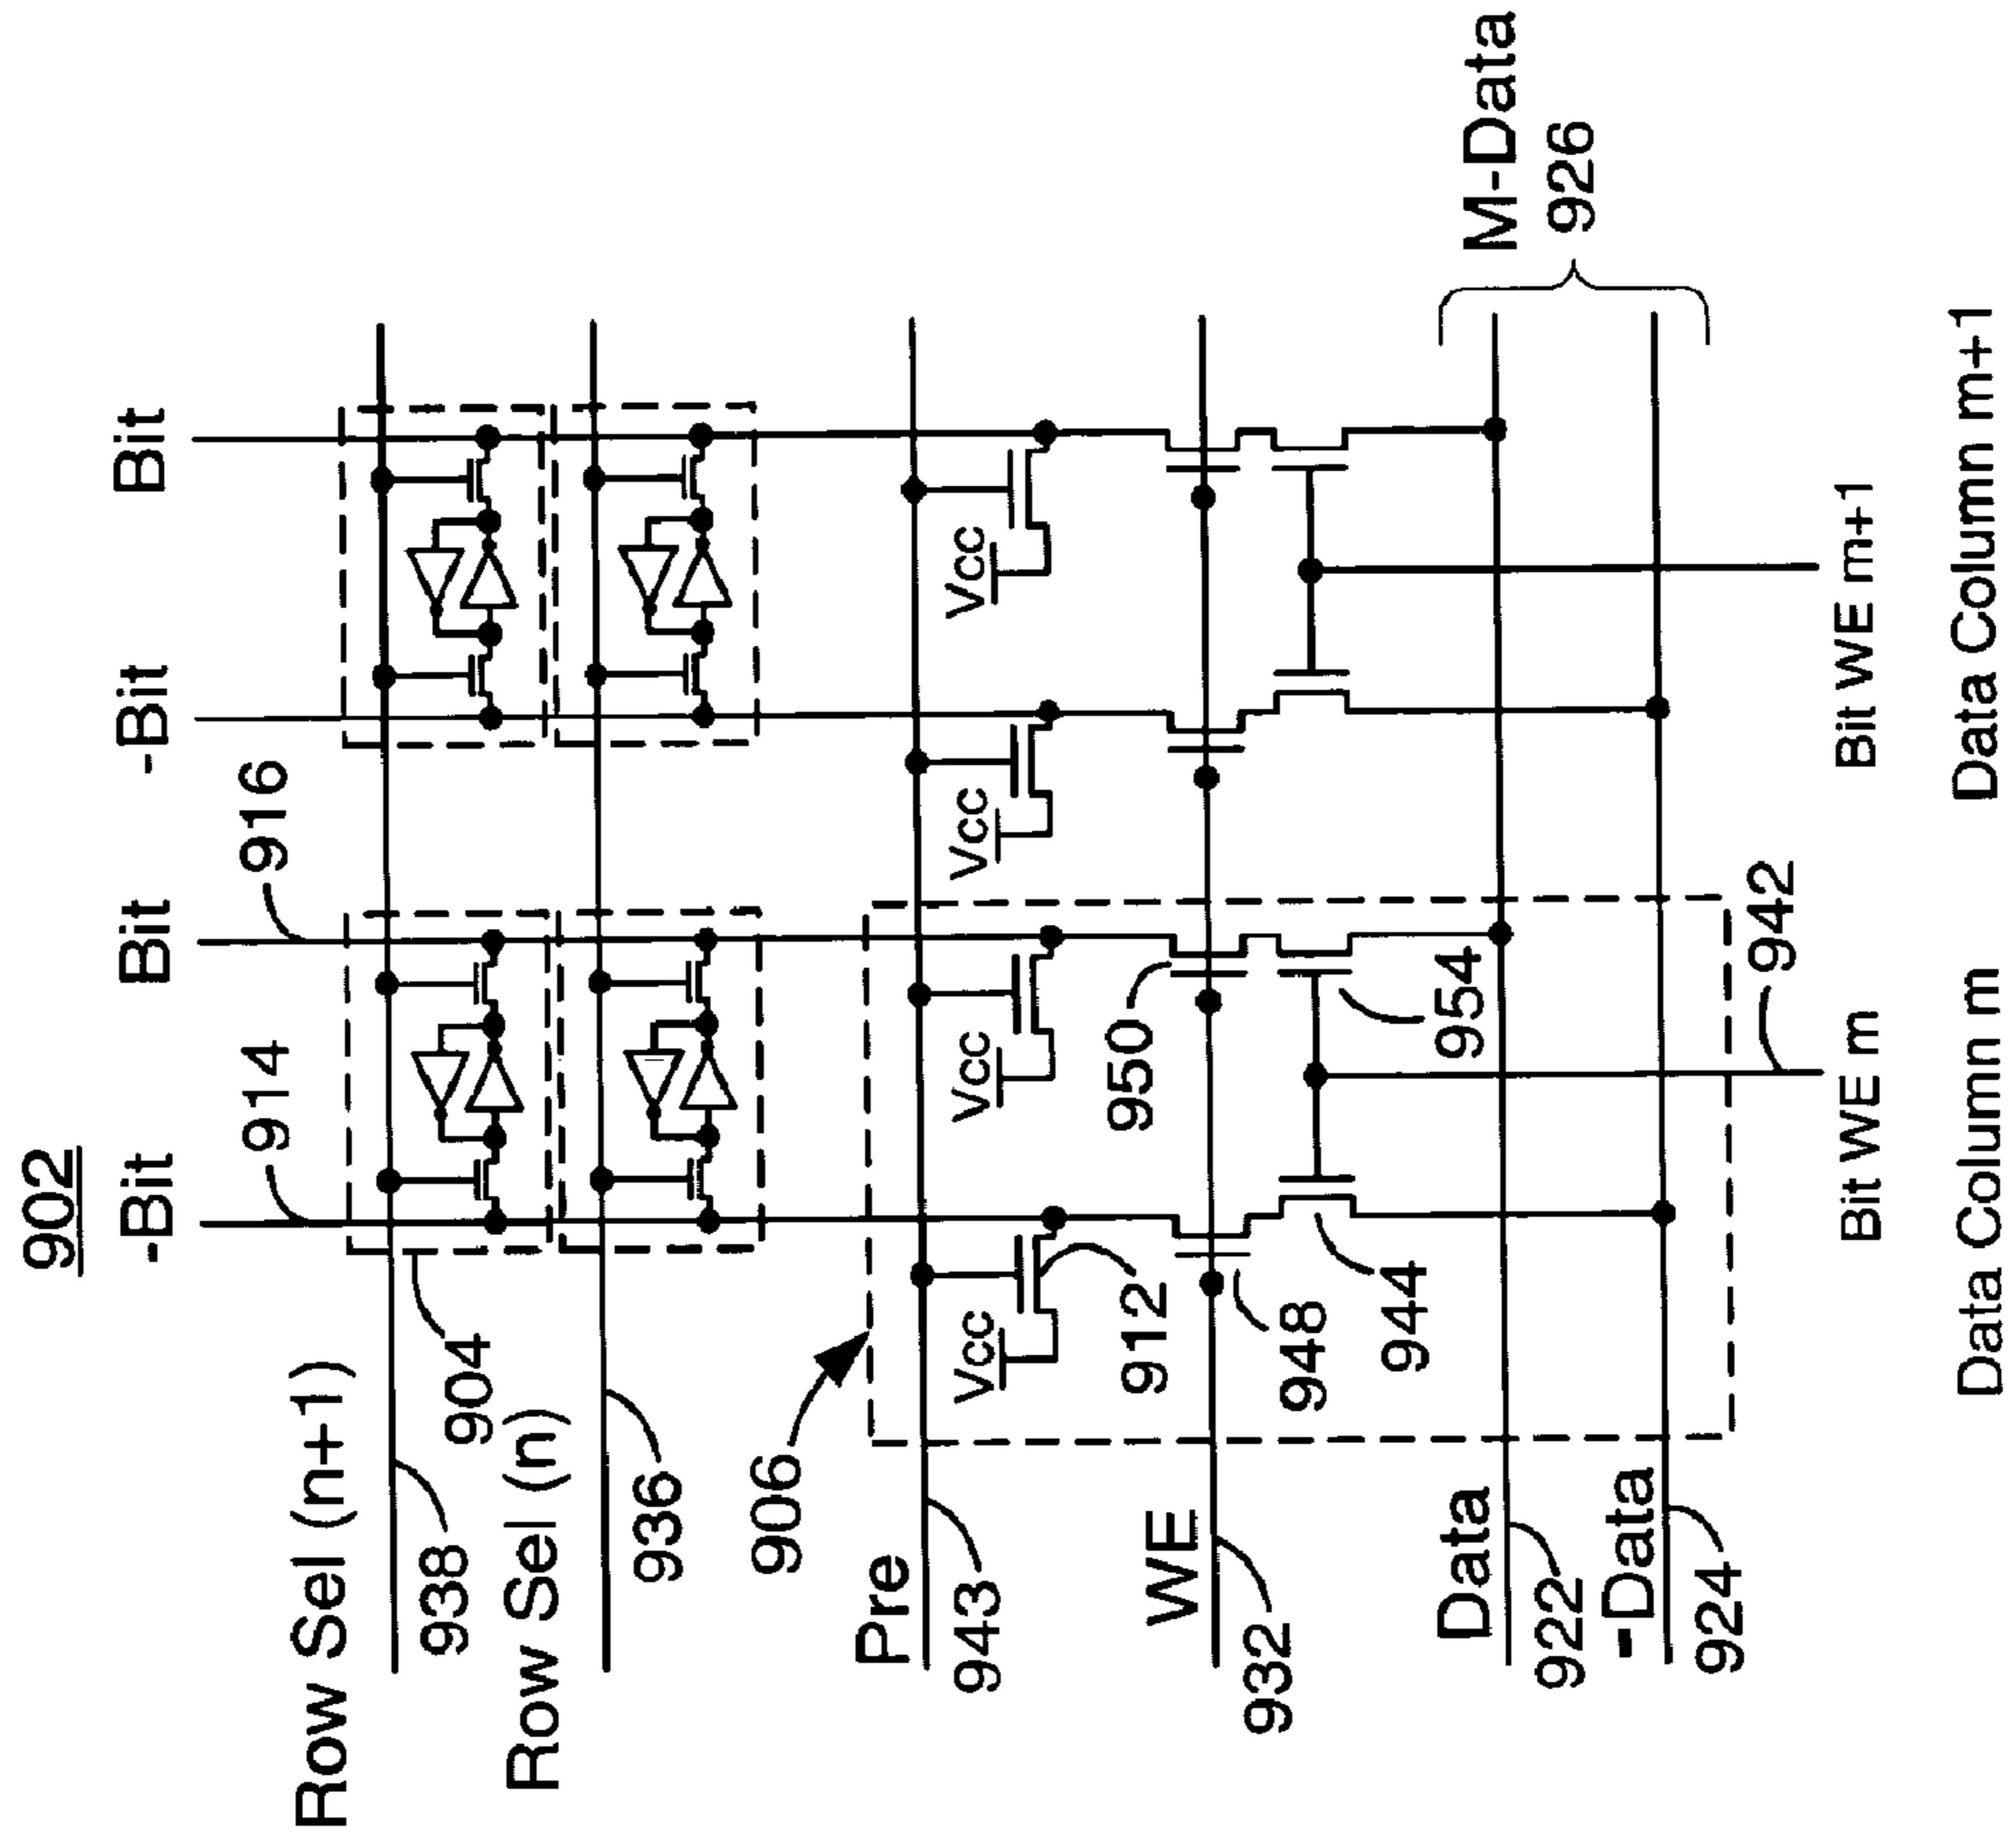 902
-Bit
Bit
-Bit
Bit
914
916
Row Sel (n+1)
938
904
Row Sel (n)
936
906
Pre
943
Vcc
Vcc
Vcc
Vcc
912
WE
932
948
950
944
954
Data
922
-Data
924
M-Data
926
942
Bit WE m
Bit WE m+1
Data Column m
Data Column m+1